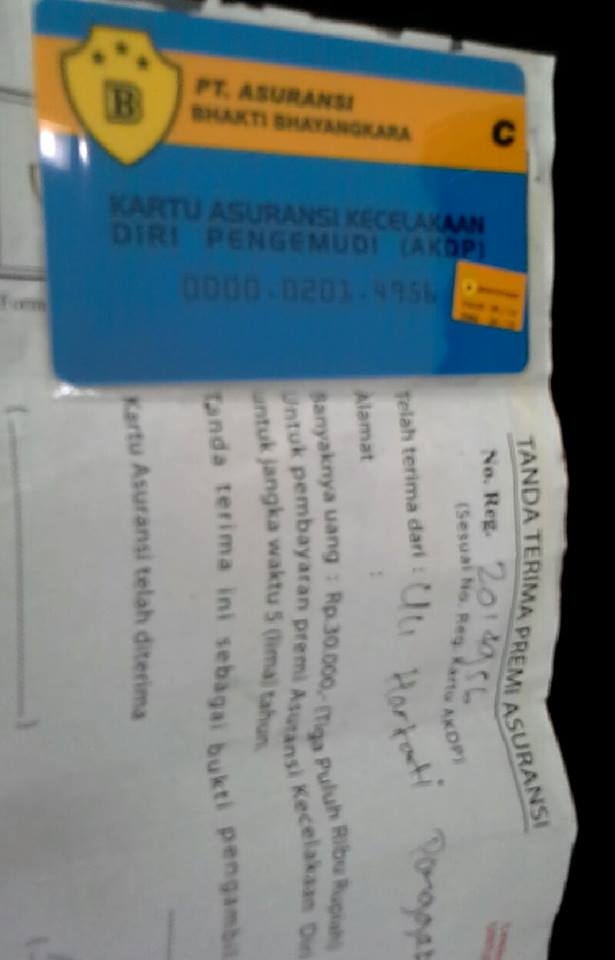 B
PT. ASURANSI
BHAKTI BHAYANGKARA
C
KARTU ASURANSI KECELAKAAN
DIRI PENGEMUDI (AKDP)
0000.0201.4956
TANDA TERIMA PREMI ASURANSI
No. Reg. 2014956
(Sesuai No. Reg. Kartu AKDP)
Telah terima dari : Uli Hartati
Alamat :
Banyaknya uang : Rp.30.000,- (Tiga Puluh Ribu Rupiah)
Untuk pembayaran premi Asuransi Kecelakaan Diri
untuk jangka waktu 5 (lima) tahun.
Tanda terima ini sebagai bukti pengambil
Kartu Asuransi telah diterima
( )
(